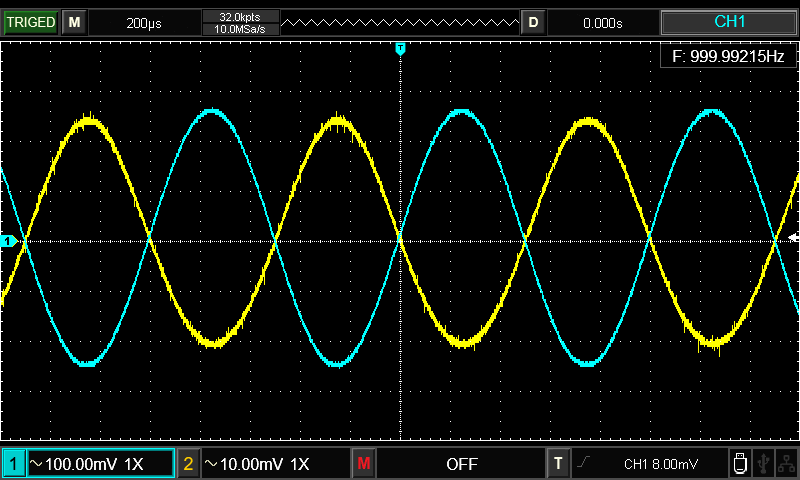 TRIGED M 200μs 32.0kpts D 0.000s CH1
10.0MSa/s
T
F: 999.99215Hz
1
1 ~100.00mV 1X 2 ~10.00mV 1X M OFF T CH1 8.00mV